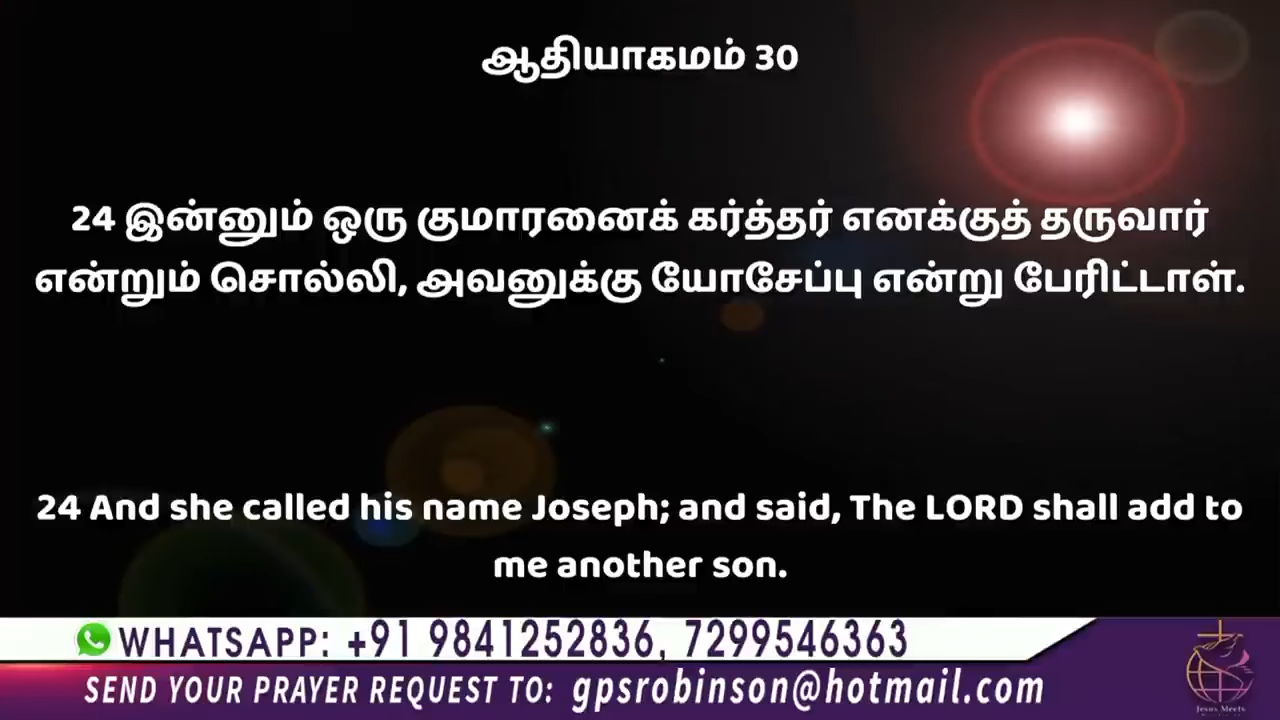 ஆதியாகமம் 30
24 இன்னும் ஒரு குமாரனைக் கர்த்தர் எனக்குத் தருவார்
என்றும் சொல்லி, அவனுக்கு யோசேப்பு என்று பேரிட்டாள்.
24 And she called his name Joseph; and said, The LORD shall add to
me another son.
WHATSAPP: +91 9841252836, 7299546363
SEND YOUR PRAYER REQUEST TO: gpsrobinson@hotmail.com
Jesus Meets